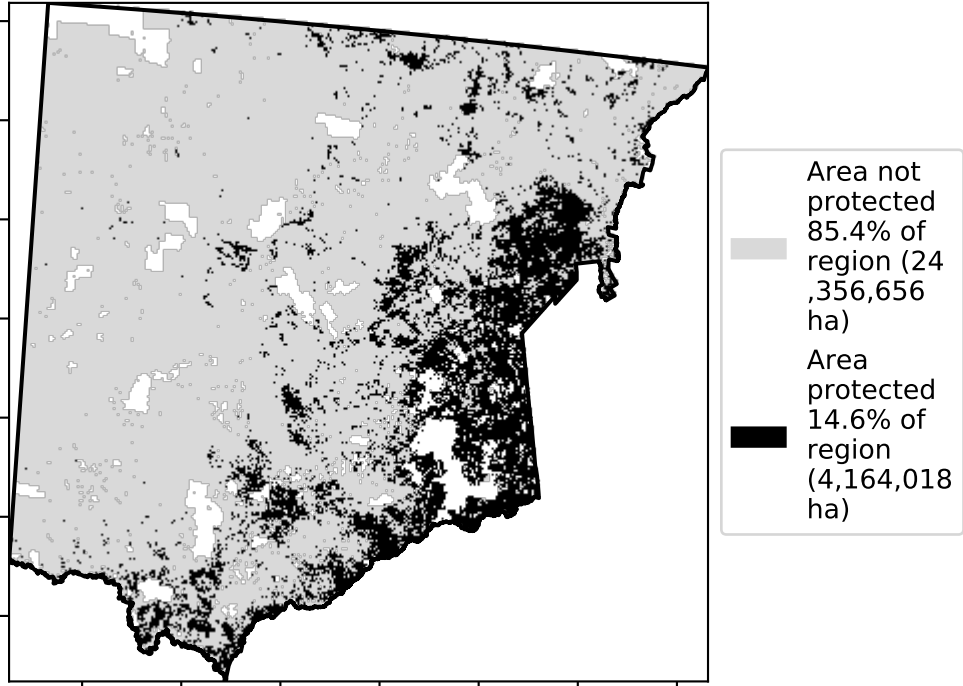 Area not
protected
85.4% of
region (24
,356,656
ha)
Area
protected
14.6% of
region
(4,164,018
ha)